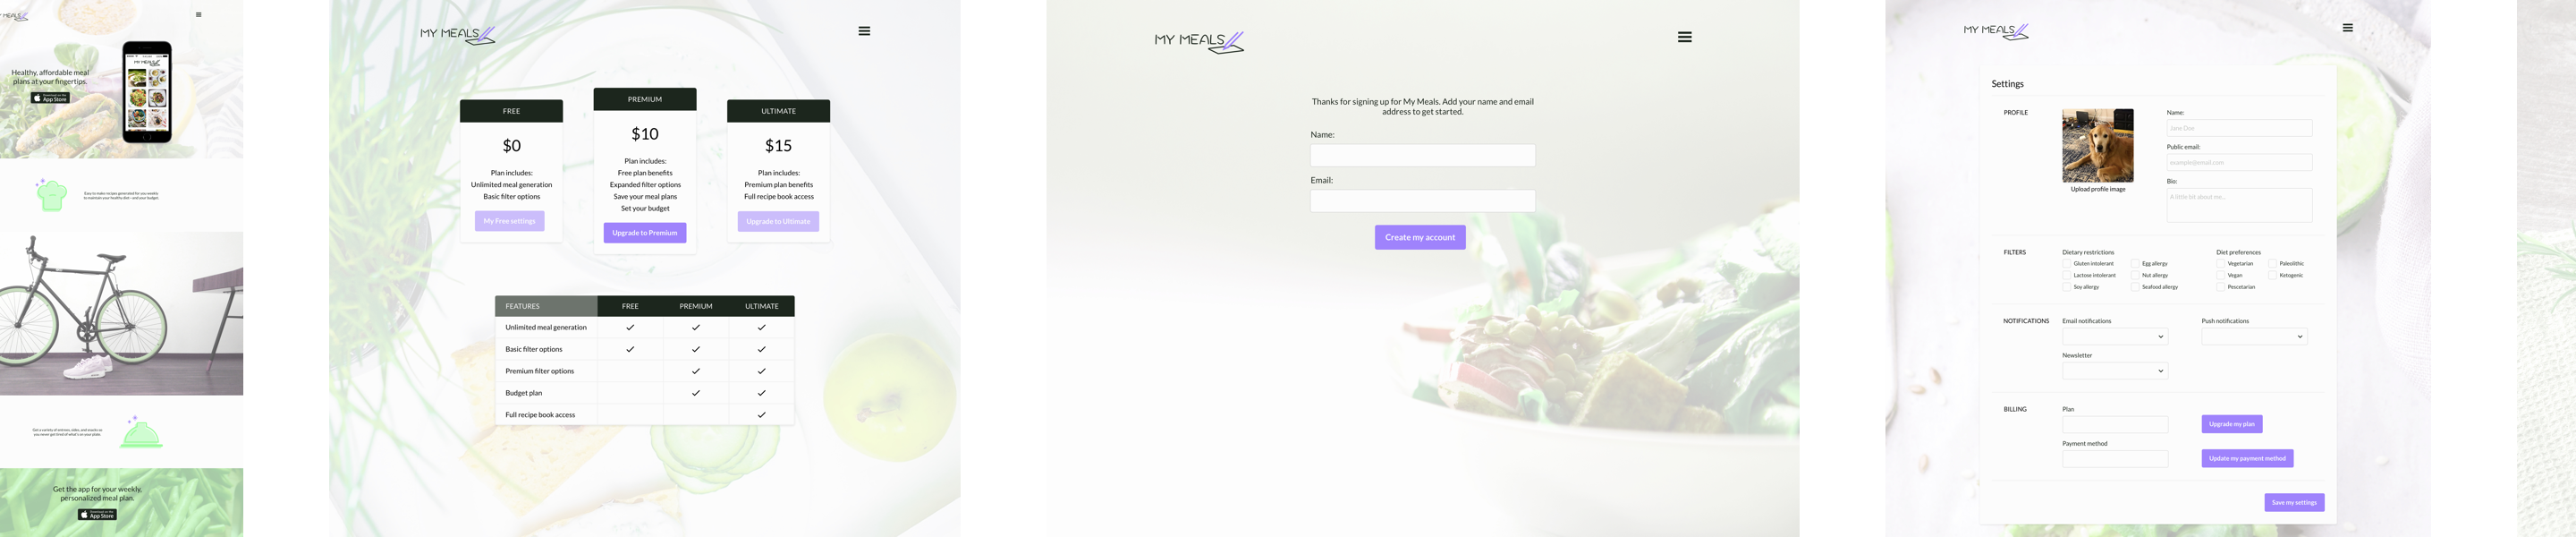 MY MEALS
Healthy, affordable meal
plans at your fingertips.
Download on the
App Store
MY MEALS
Easy-to-make recipes generated for you weekly
to maintain your healthy diet—and your budget.
Get a variety of entrees, sides, and snacks so
you never get tired of what's on your plate.
Get the app for your weekly,
personalized meal plan.
Download on the
App Store
MY MEALS
FREE
$0
Plan includes:
Unlimited meal generation
Basic filter options
My Free settings
PREMIUM
$10
Plan includes:
Free plan benefits
Expanded filter options
Save your meal plans
Set your budget
Upgrade to Premium
ULTIMATE
$15
Plan includes:
Premium plan benefits
Full recipe book access
Upgrade to Ultimate
FEATURES FREE PREMIUM ULTIMATE
Unlimited meal generation
Basic filter options
Premium filter options
Budget plan
Full recipe book access
MY MEALS
Thanks for signing up for My Meals. Add your name and email
address to get started.
Name:
Email:
Create my account
MY MEALS
Settings
PROFILE
Upload profile image
Name:
Jane Doe
Public email:
example@email.com
Bio:
A little bit about me...
FILTERS
Dietary restrictions
Gluten intolerant
Egg allergy
Lactose intolerant
Nut allergy
Soy allergy
Seafood allergy
Diet preferences
Vegetarian
Paleolithic
Vegan
Ketogenic
Pescetarian
NOTIFICATIONS
Email notifications
Push notifications
Newsletter
BILLING
Plan
Upgrade my plan
Payment method
Update my payment method
Save my settings